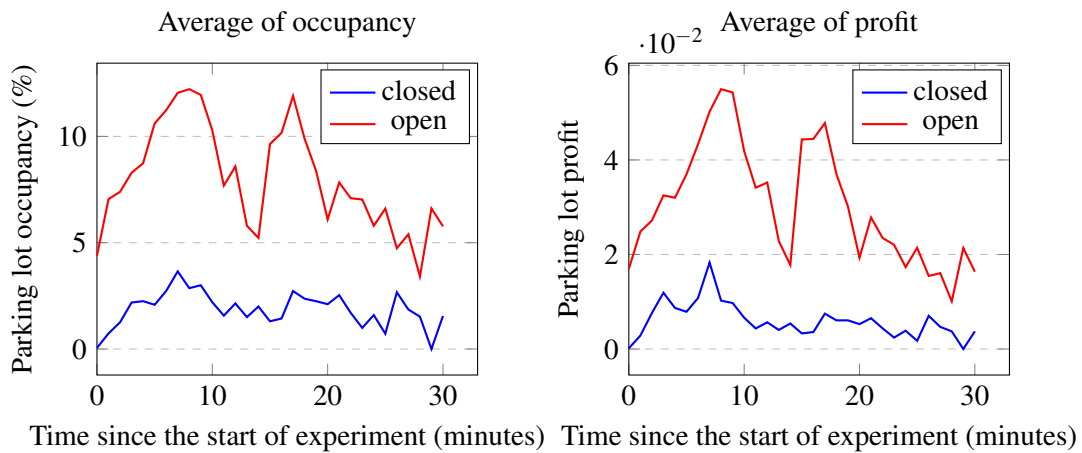 Average of occupancy
Parking lot occupancy (%)
10
5
0
0
10
20
30
closed
open
Time since the start of experiment (minutes)
Average of profit
·10−2
Parking lot profit
6
4
2
0
0
10
20
30
closed
open
Time since the start of experiment (minutes)